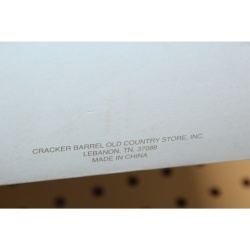 CRACKER BARREL OLD COUNTRY STORE, INC.
LEBANON, TN. 37088
MADE IN CHINA